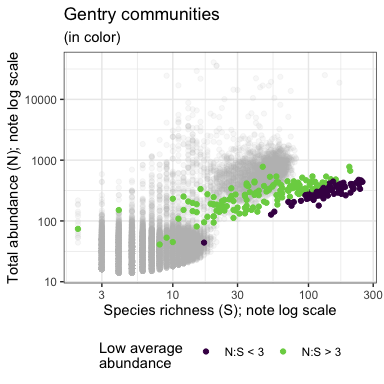 Gentry communities
(in color)
Total abundance (N); note log scale
10000
1000
100
10
3
10
30
100
300
Species richness (S); note log scale
Low average
abundance
N:S < 3
N:S > 3